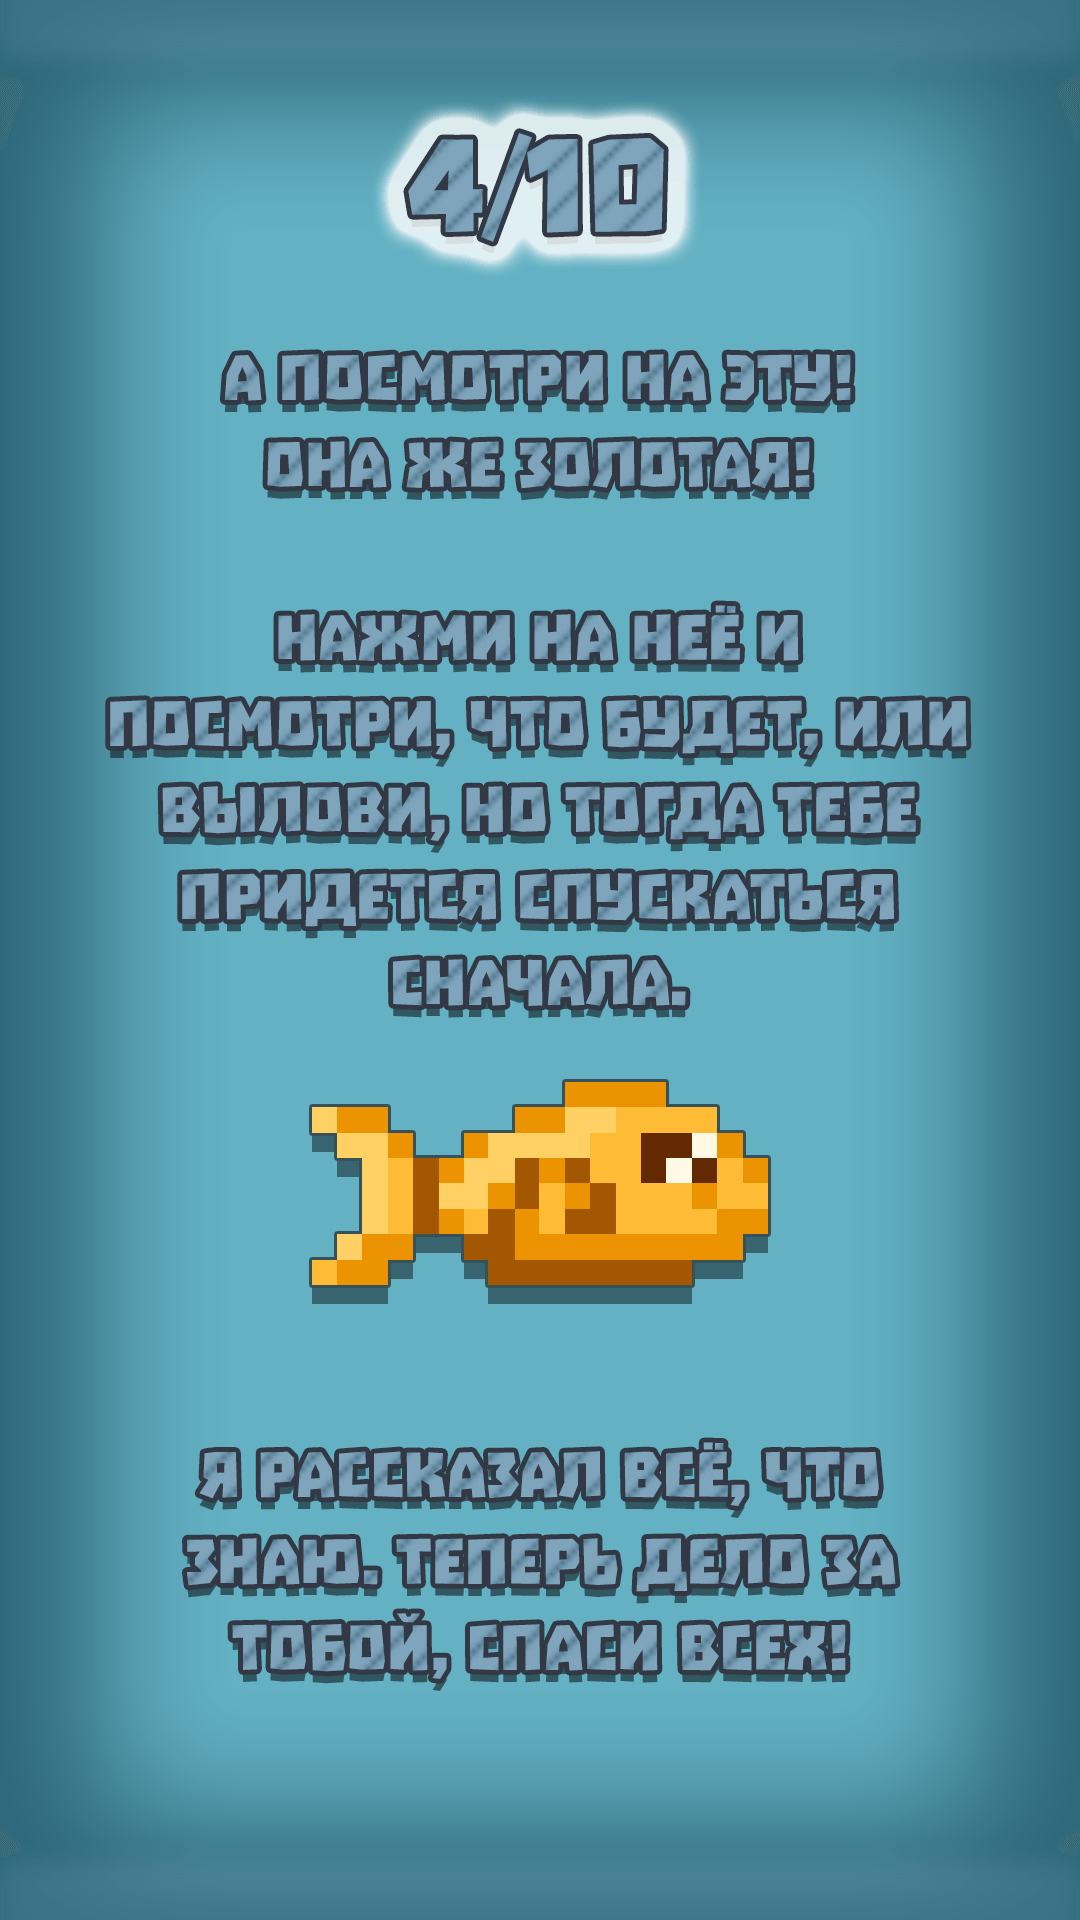 4/10
А ПОСМОТРИ НА ЭТУ!
ОНА ЖЕ ЗОЛОТАЯ!
НАЖМИ НА НЕЁ И
ПОСМОТРИ, ЧТО БУДЕТ, ИЛИ
ВЫЛОВИ, НО ТОГДА ТЕБЕ
ПРИДЕТСЯ СПУСКАТЬСЯ
СНАЧАЛА.
Я РАССКАЗАЛ ВСЁ, ЧТО
ЗНАЮ. ТЕПЕРЬ ДЕЛО ЗА
ТОБОЙ, СПАСИ ВСЕХ!